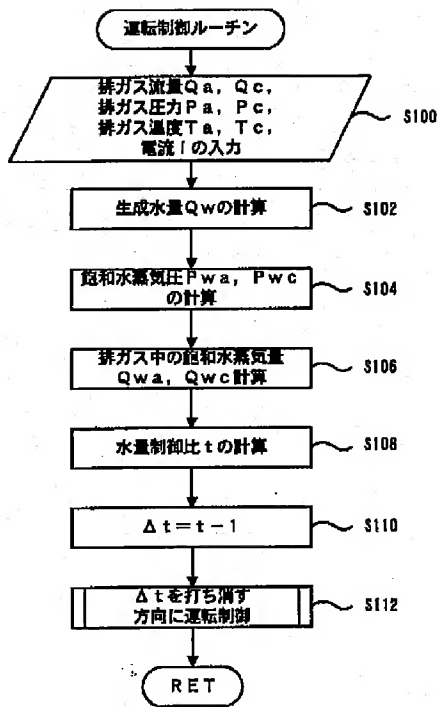 運転制御ルーチン
排ガス流量Qa，Qc，
排ガス圧力Pa，Pc，
排ガス温度Ta，Tc，
電流Iの入力
S100
生成水量Qwの計算
S102
飽和水蒸気圧Pwa，Pwc
の計算
S104
排ガス中の飽和水蒸気量
Qwa，Qwc計算
S106
水量制御比tの計算
S108
Δt＝t－1
S110
Δtを打ち消す
方向に運転制御
S112
RET